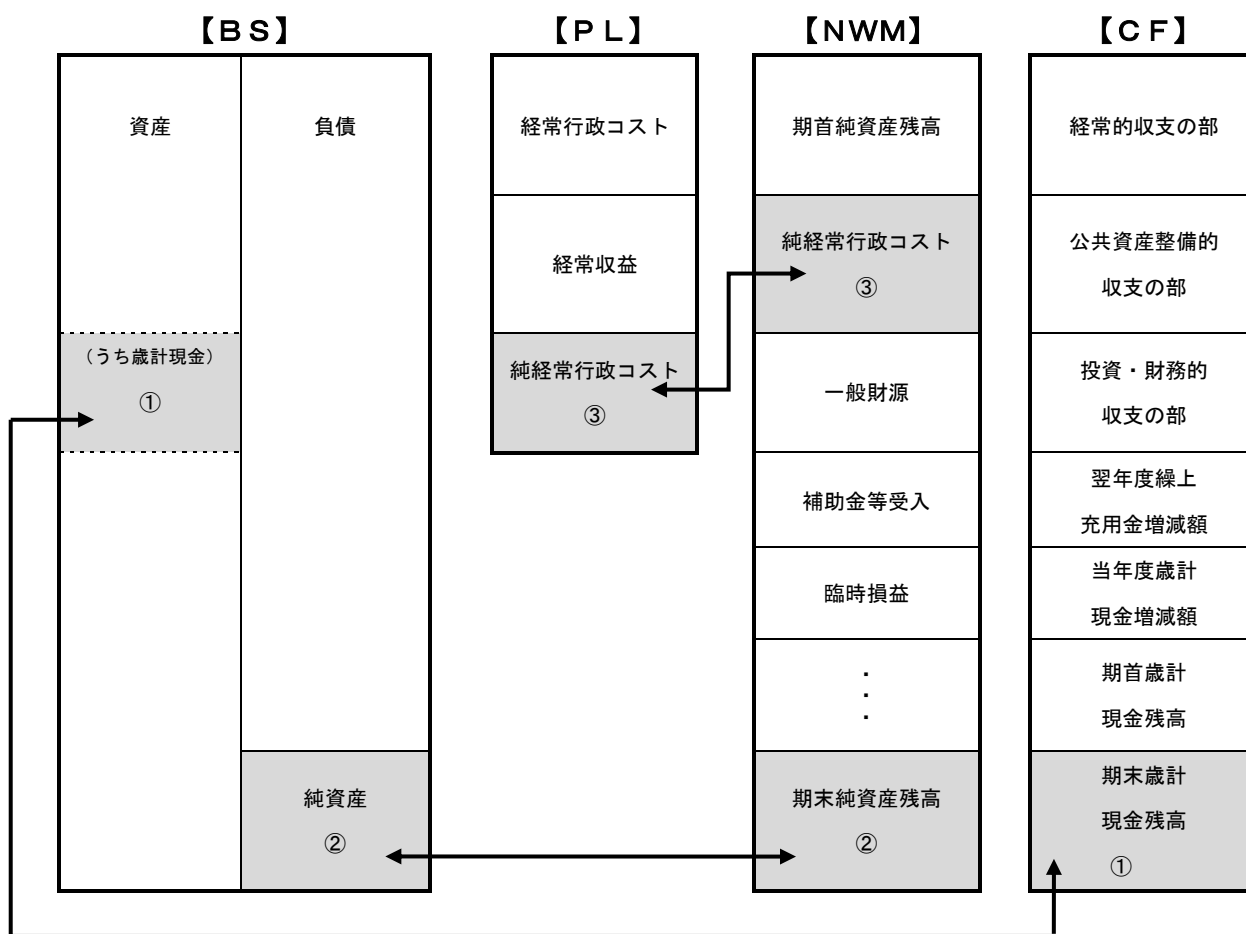 【ＢＳ】
資産
負債
（うち歳計現金）
①
純資産
②
【ＰＬ】
経常行政コスト
経常収益
純経常行政コスト
③
【NWM】
期首純資産残高
純経常行政コスト
③
一般財源
補助金等受入
臨時損益
・
・
・
期末純資産残高
②
【ＣＦ】
経常的収支の部
公共資産整備的
収支の部
投資・財務的
収支の部
翌年度繰上
充用金増減額
当年度歳計
現金増減額
期首歳計
現金残高
期末歳計
現金残高
①